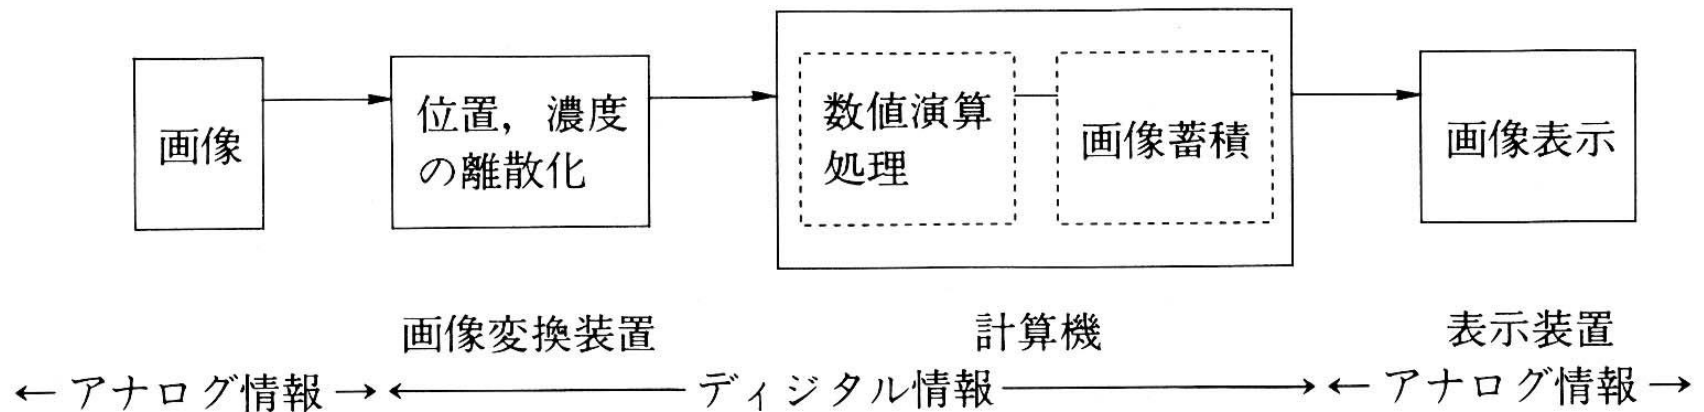 画像
位置，濃度
の離散化
数値演算
処理
画像蓄積
画像表示
画像変換装置
計算機
表示装置
←アナログ情報→←ディジタル情報→←アナログ情報→